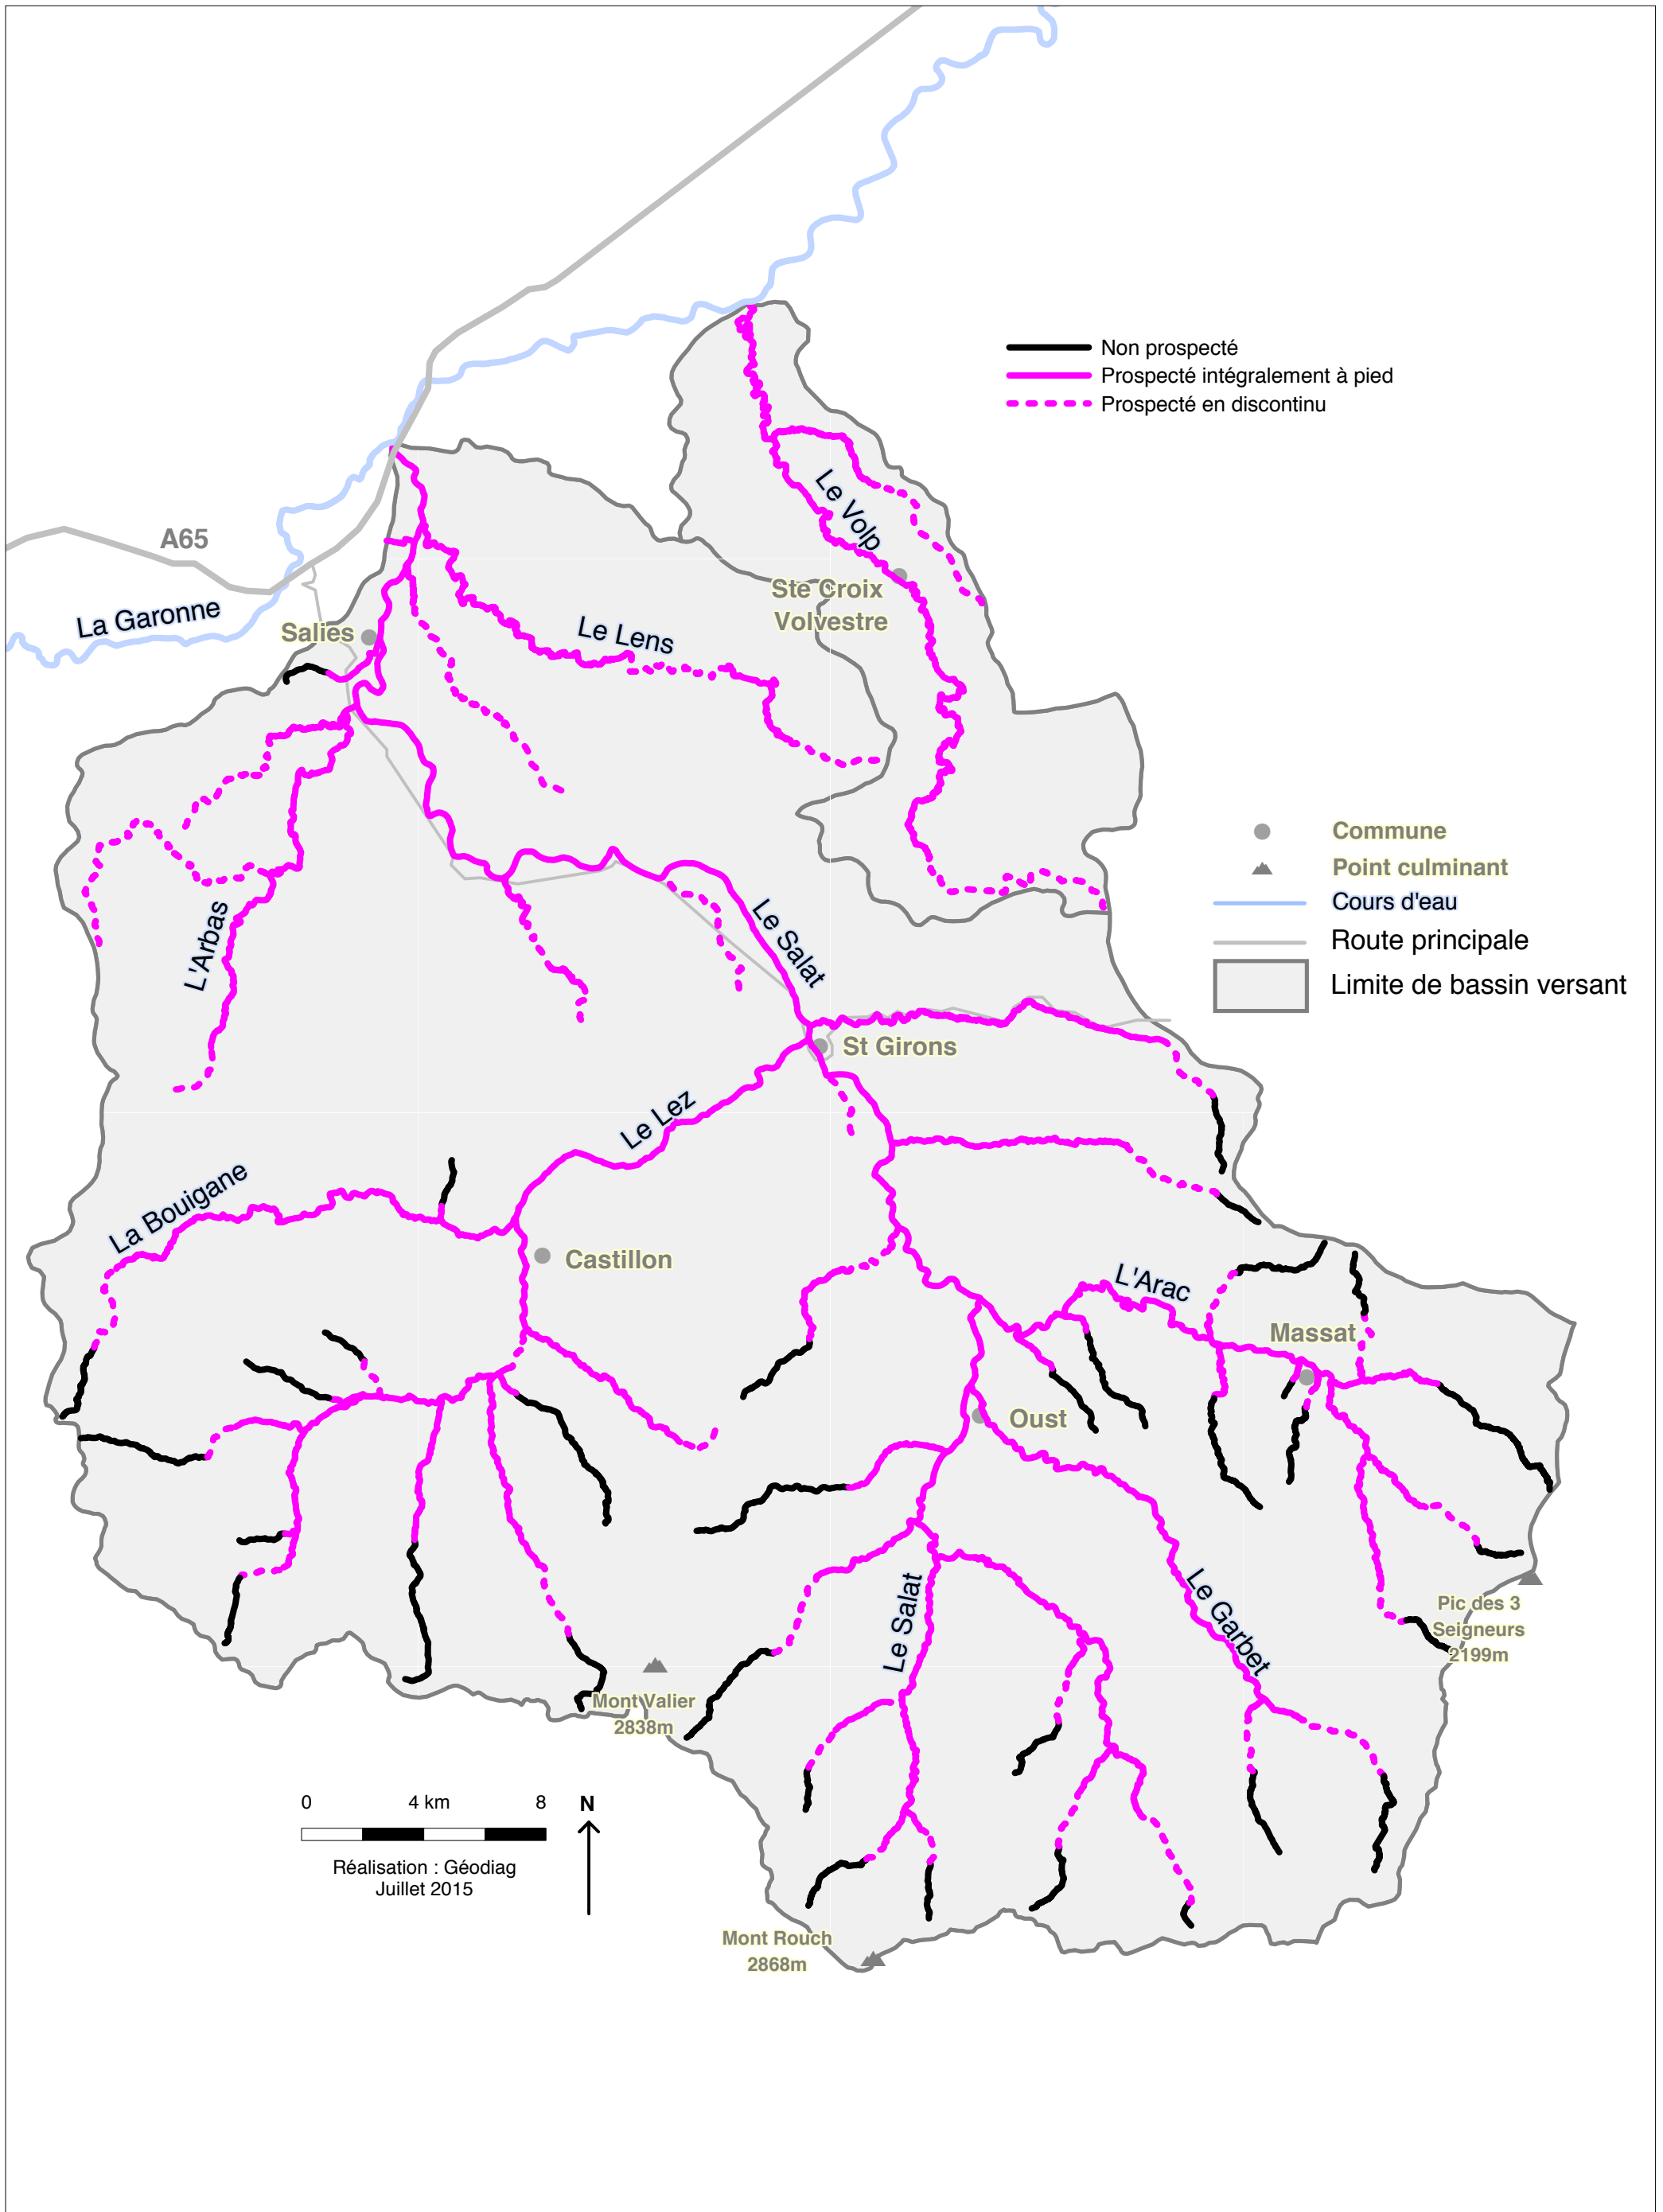 Non prospecté
Prospecté intégralement à pied
Prospecté en discontinu
Le Volp
A65
Ste Croix
Volvestre
La Garonne
Salies
Le Lens
Commune
Point culminant
Cours d'eau
Route principale
Limite de bassin versant
L'Arbas
Le Salat
St Girons
Le Lez
La Bouigane
Castillon
L'Arac
Massat
Oust
Le Salat
Le Garbet
Pic des 3
Seigneurs
2199m
Mont Valier
2838m
0 4 km 8 N
Réalisation : Géodiag
Juillet 2015
Mont Rouch
2868m